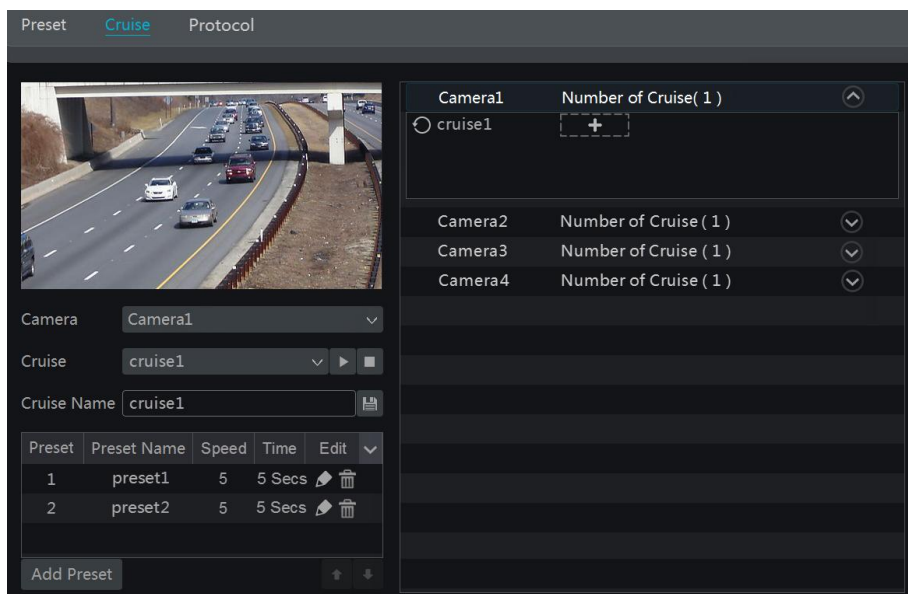 Preset Cruise Protocol
Camera Camera1
Cruise cruise1
Cruise Name cruise1
Preset Preset Name Speed Time Edit
1 preset1 5 5 Secs
2 preset2 5 5 Secs
Add Preset
Camera1 Number of Cruise( 1 )
cruise1 +
Camera2 Number of Cruise ( 1 )
Camera3 Number of Cruise ( 1 )
Camera4 Number of Cruise ( 1 )